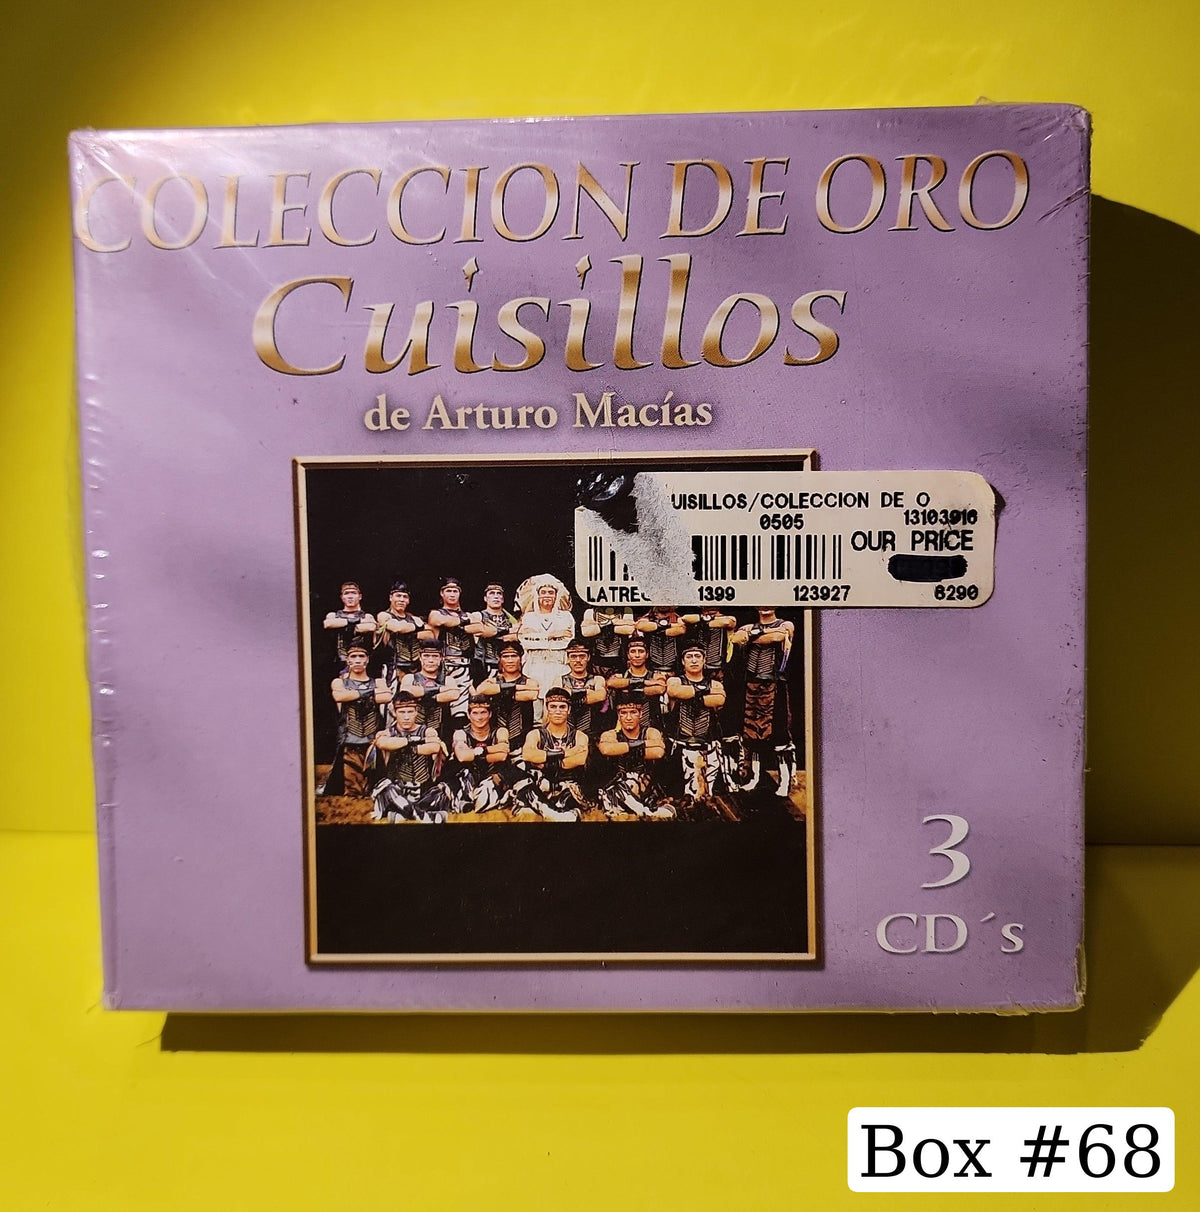 COLECCION DE ORO
Cuisillos
de Arturo Macías
UISILLOS/COLECCION DE O
0505 13103916
OUR PRICE
LATRE 1399 123927 6290
3
CD´s
Box #68